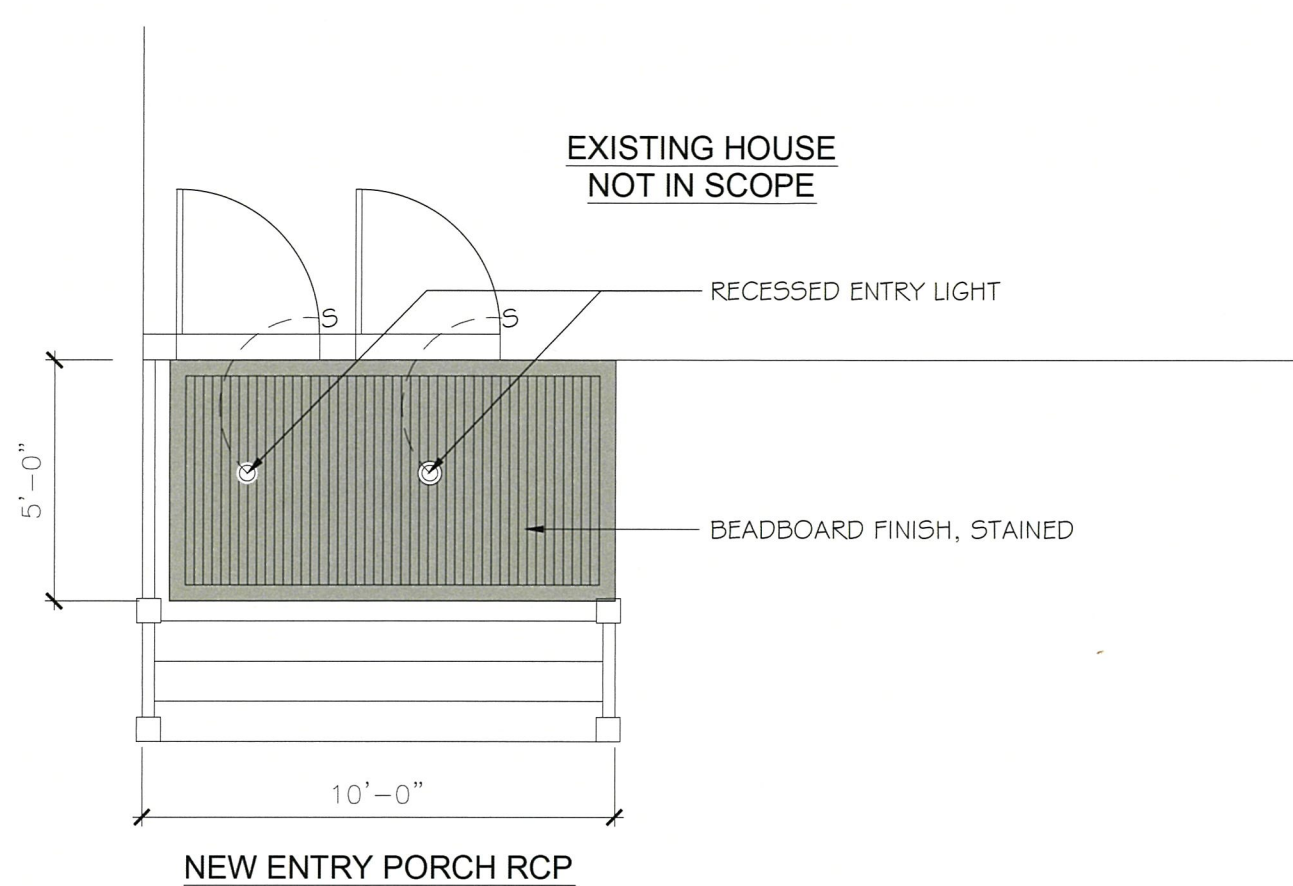 EXISTING HOUSE
NOT IN SCOPE
RECESSED ENTRY LIGHT
S
S
5'-0"
BEADBOARD FINISH, STAINED
10'-0"
NEW ENTRY PORCH RCP